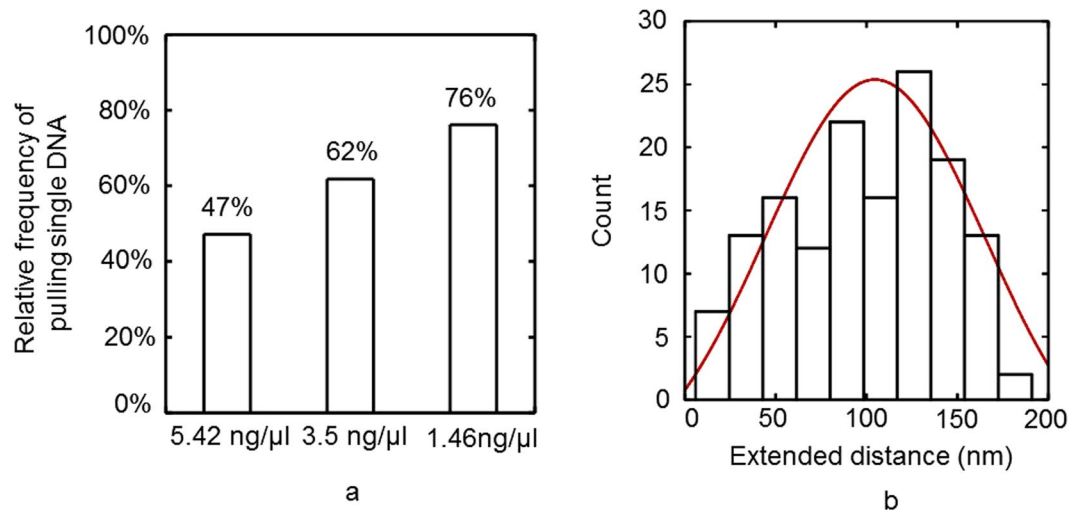 Relative frequency of
pulling single DNA
100%
80%
60%
40%
20%
0%
47%
62%
76%
5.42 ng/µl 3.5 ng/µl 1.46ng/µl
a
Count
30
25
20
15
10
5
0
0 50 100 150 200
Extended distance (nm)
b